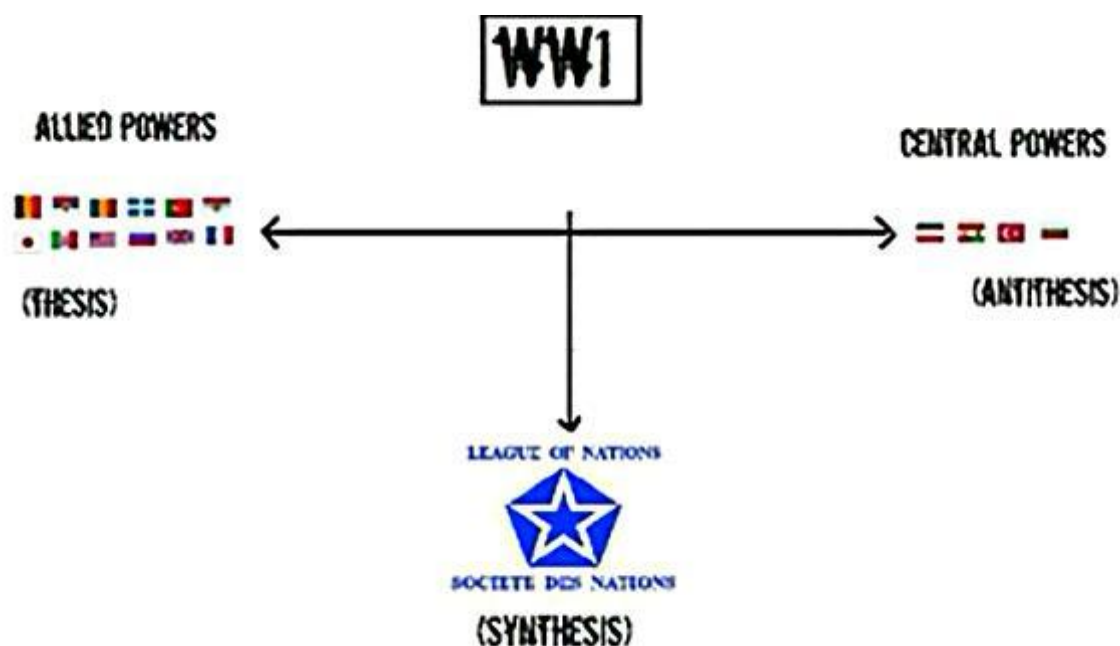 WW1
ALLIED POWERS
CENTRAL POWERS
(THESIS)
(ANTITHESIS)
LEAGUE OF NATIONS
SOCIETE DES NATIONS
(SYNTHESIS)